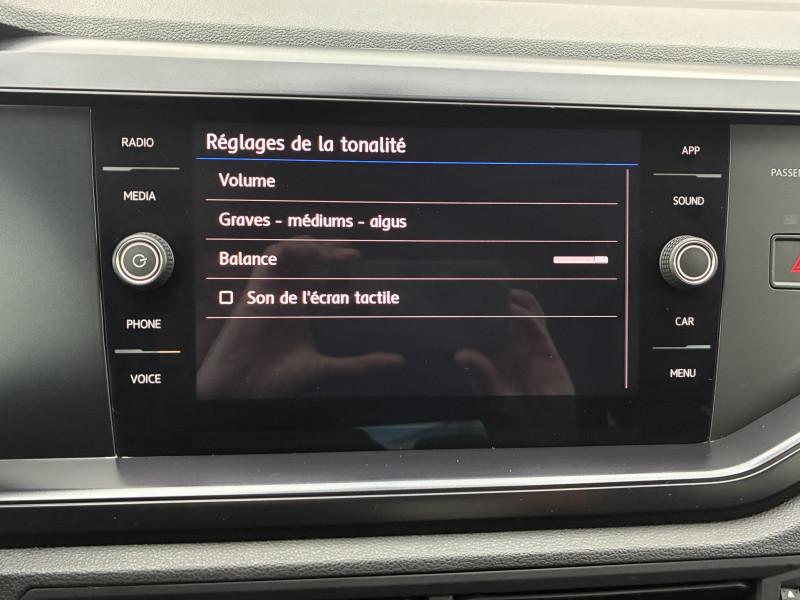 RADIO
MEDIA
PHONE
VOICE
Réglages de la tonalité
Volume
Graves - médiums - aigus
Balance
Son de l'écran tactile
APP
SOUND
CAR
MENU